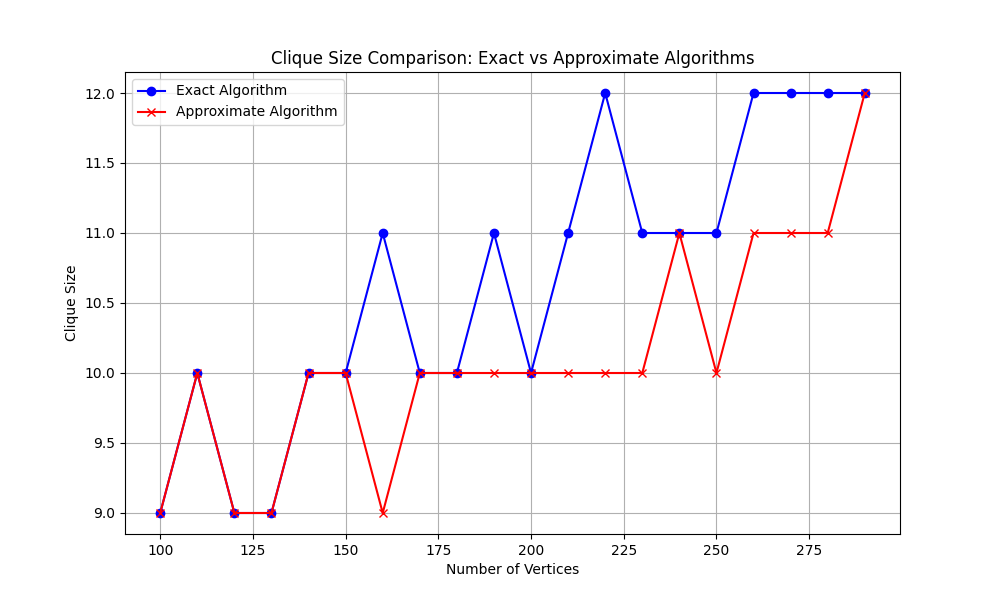 Clique Size Comparison: Exact vs Approximate Algorithms
Exact Algorithm
Approximate Algorithm
12.0
11.5
11.0
10.5
10.0
9.5
9.0
Clique Size
100 125 150 175 200 225 250 275
Number of Vertices